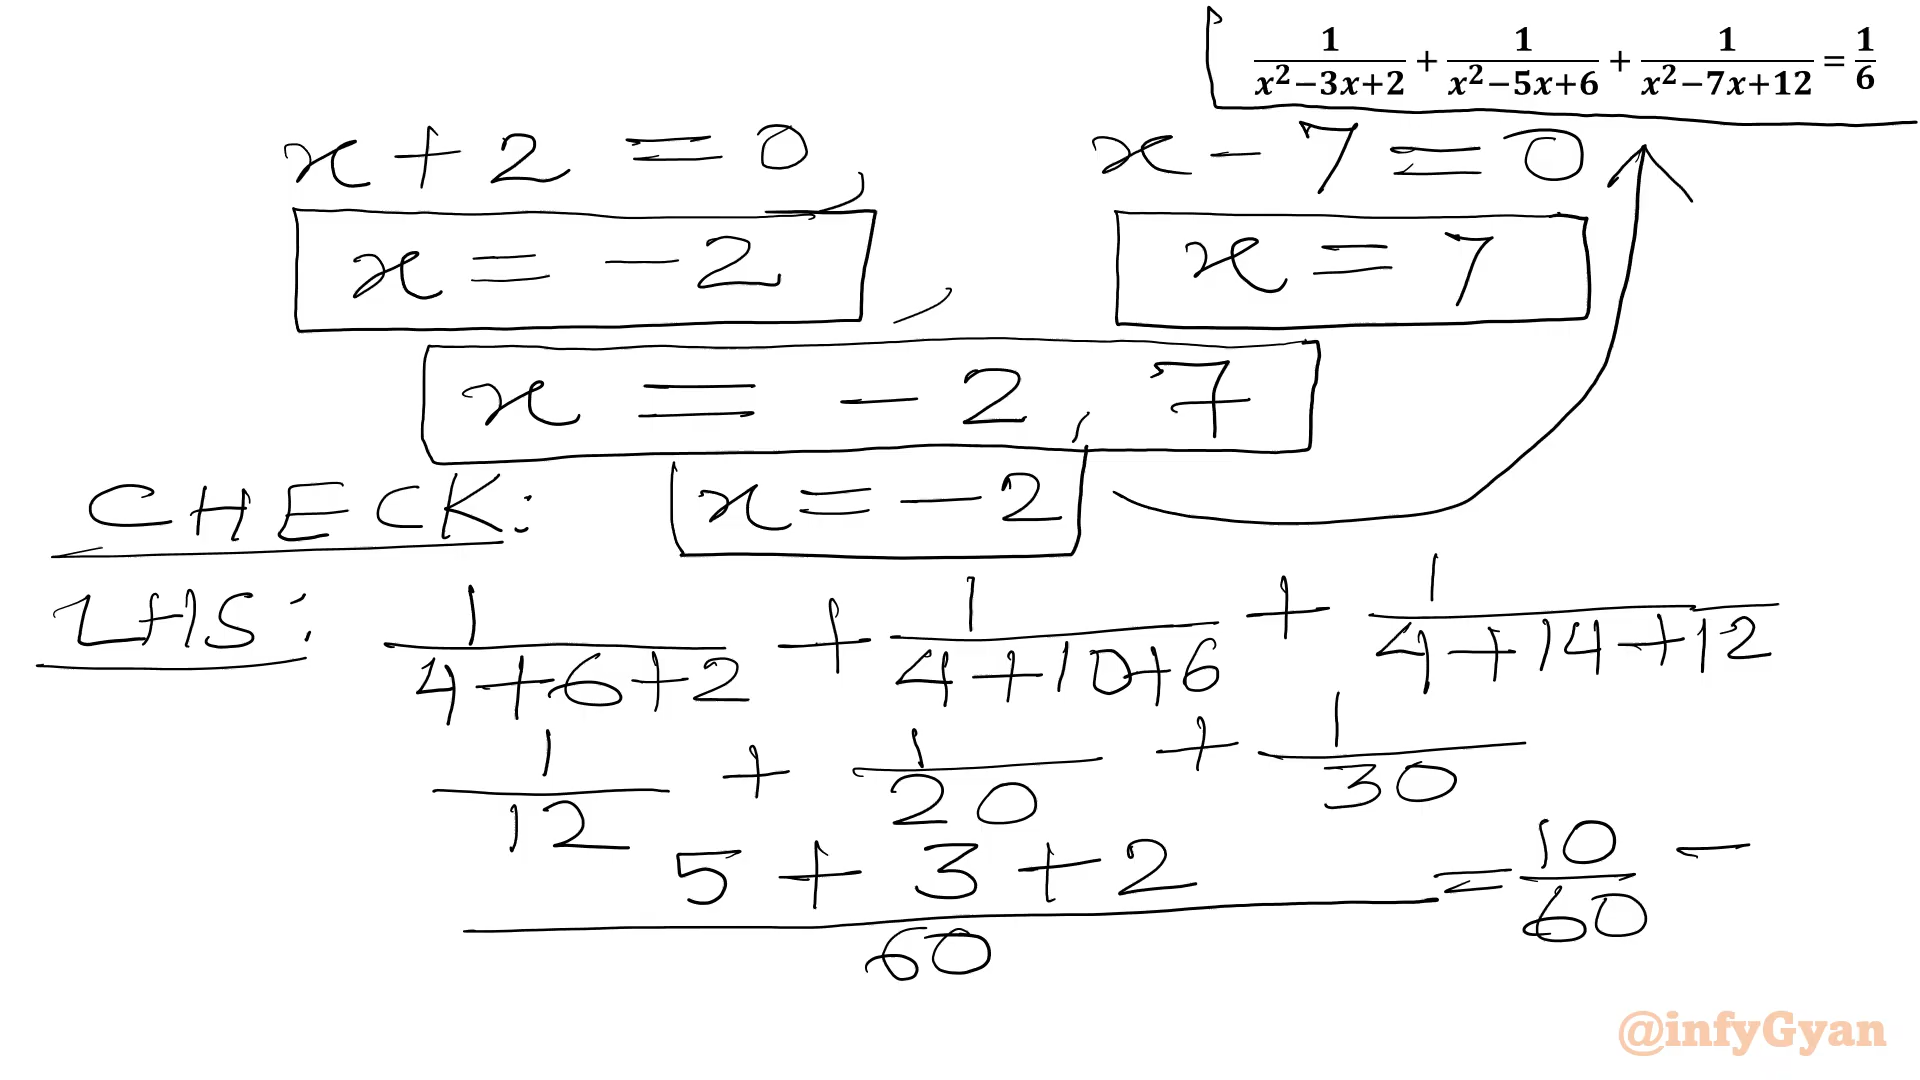 1/(x²−3x+2) + 1/(x²−5x+6) + 1/(x²−7x+12) = 1/6
x + 2 = 0, x − 7 = 0
x = −2, x = 7
x = −2, 7
CHECK: x = −2
LHS: 1/(4+6+2) + 1/(4+10+6) + 1/(4+14+12)
1/12 + 1/20 + 1/30
(5 + 3 + 2)/60 = 10/60 −
@infyGyan